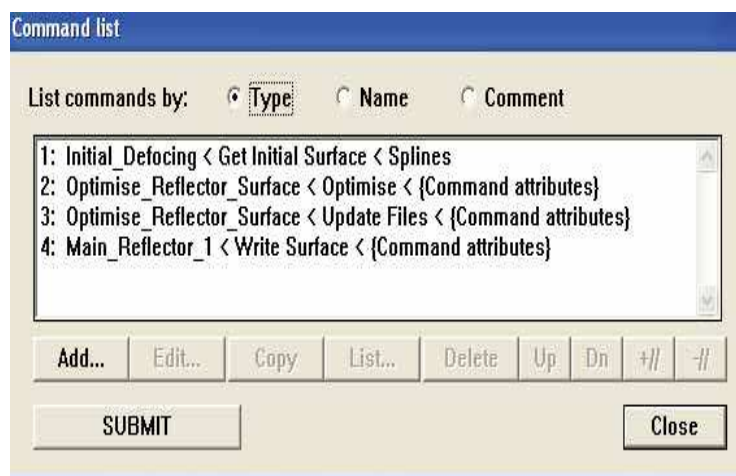 Command list
List commands by: Type Name Comment
1: Initial_Defocing < Get Initial Surface < Splines
2: Optimise_Reflector_Surface < Optimise < {Command attributes}
3: Optimise_Reflector_Surface < Update Files < {Command attributes}
4: Main_Reflector_1 < Write Surface < {Command attributes}
Add... Edit... Copy List... Delete Up Dn +// -//
SUBMIT Close